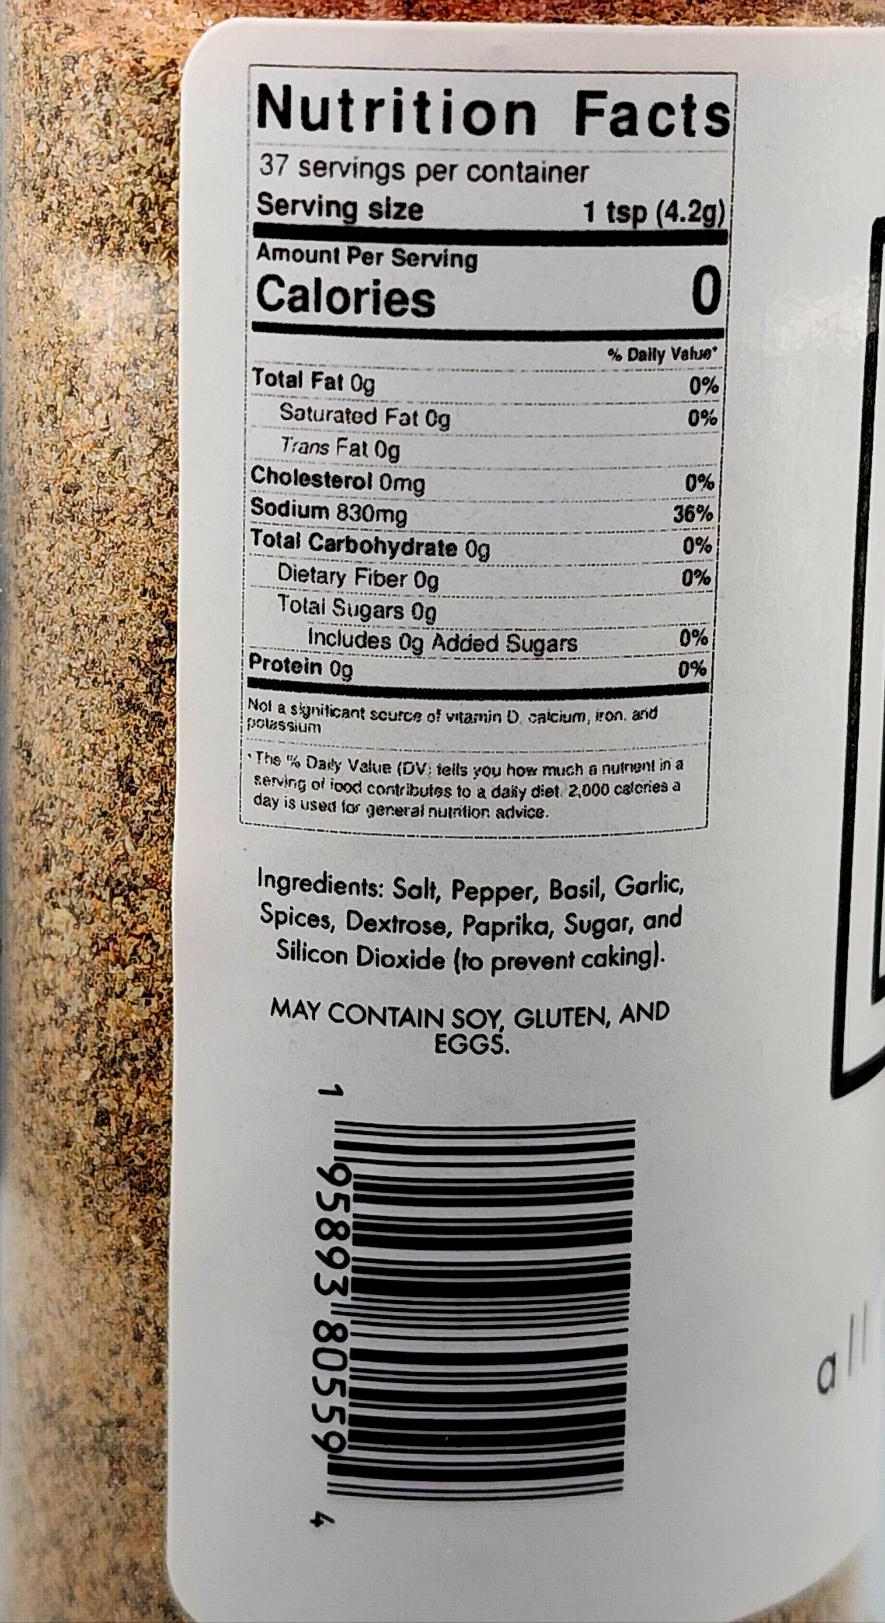 Nutrition Facts
37 servings per container
Serving size 1 tsp (4.2g)
Amount Per Serving
Calories 0
% Daily Value*
Total Fat 0g 0%
Saturated Fat 0g 0%
Trans Fat 0g
Cholesterol 0mg 0%
Sodium 830mg 36%
Total Carbohydrate 0g 0%
Dietary Fiber 0g 0%
Total Sugars 0g
Includes 0g Added Sugars 0%
Protein 0g 0%
Not a significant source of vitamin D, calcium, iron, and
potassium
*The % Daily Value (DV) tells you how much a nutrient in a
serving of food contributes to a daily diet. 2,000 calories a
day is used for general nutrition advice.
Ingredients: Salt, Pepper, Basil, Garlic,
Spices, Dextrose, Paprika, Sugar, and
Silicon Dioxide (to prevent caking).
MAY CONTAIN SOY, GLUTEN, AND
EGGS.
1 95893 80559 4
all